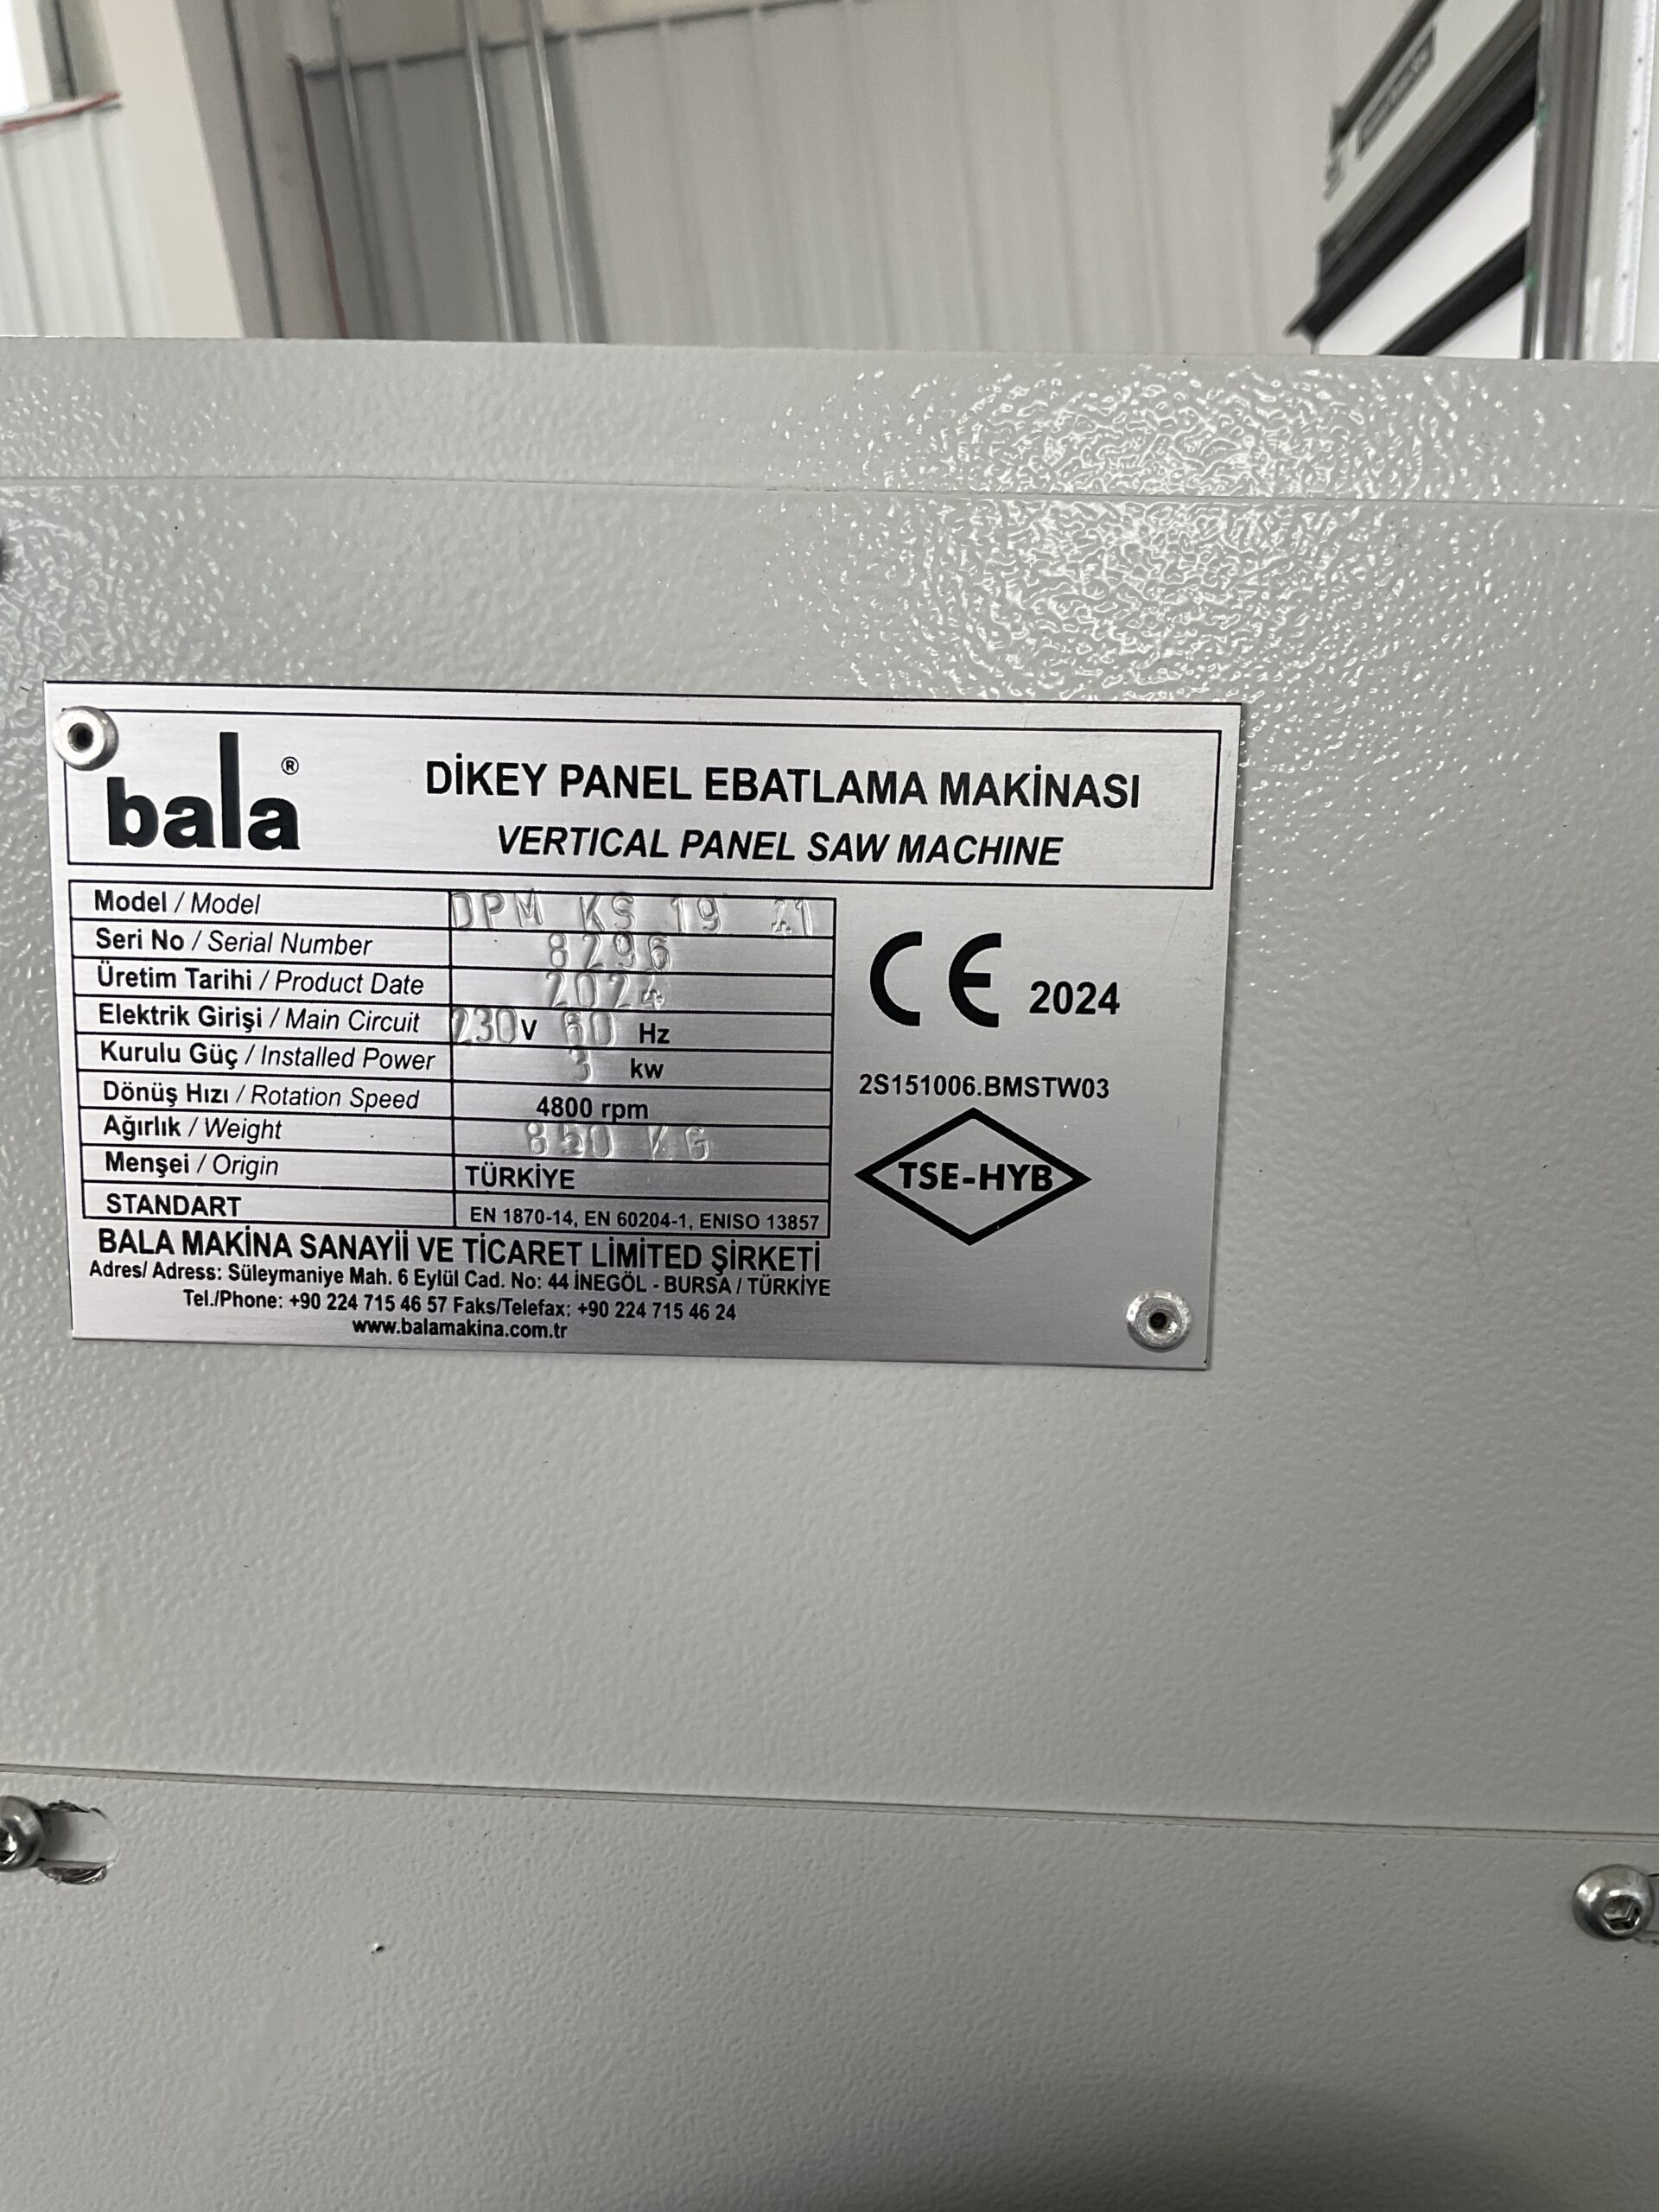 bala ®
DİKEY PANEL EBATLAMA MAKİNASI
VERTICAL PANEL SAW MACHINE
Model / Model DPM KS 19 21
Seri No / Serial Number 8296
Üretim Tarihi / Product Date 2024
Elektrik Girişi / Main Circuit 230 V 60 Hz
Kurulu Güç / Installed Power 3 kw
Dönüş Hızı / Rotation Speed 4800 rpm
Ağırlık / Weight 850 KG
Menşei / Origin TÜRKİYE
STANDART EN 1870-14, EN 60204-1, ENISO 13857
CE 2024
2S151006.BMSTW03
TSE-HYB
BALA MAKİNA SANAYİİ VE TİCARET LİMİTED ŞİRKETİ
Adres/ Adress: Süleymaniye Mah. 6 Eylül Cad. No: 44 İNEGÖL - BURSA / TÜRKİYE
Tel./Phone: +90 224 715 46 57 Faks/Telefax: +90 224 715 46 24
www.balamakina.com.tr